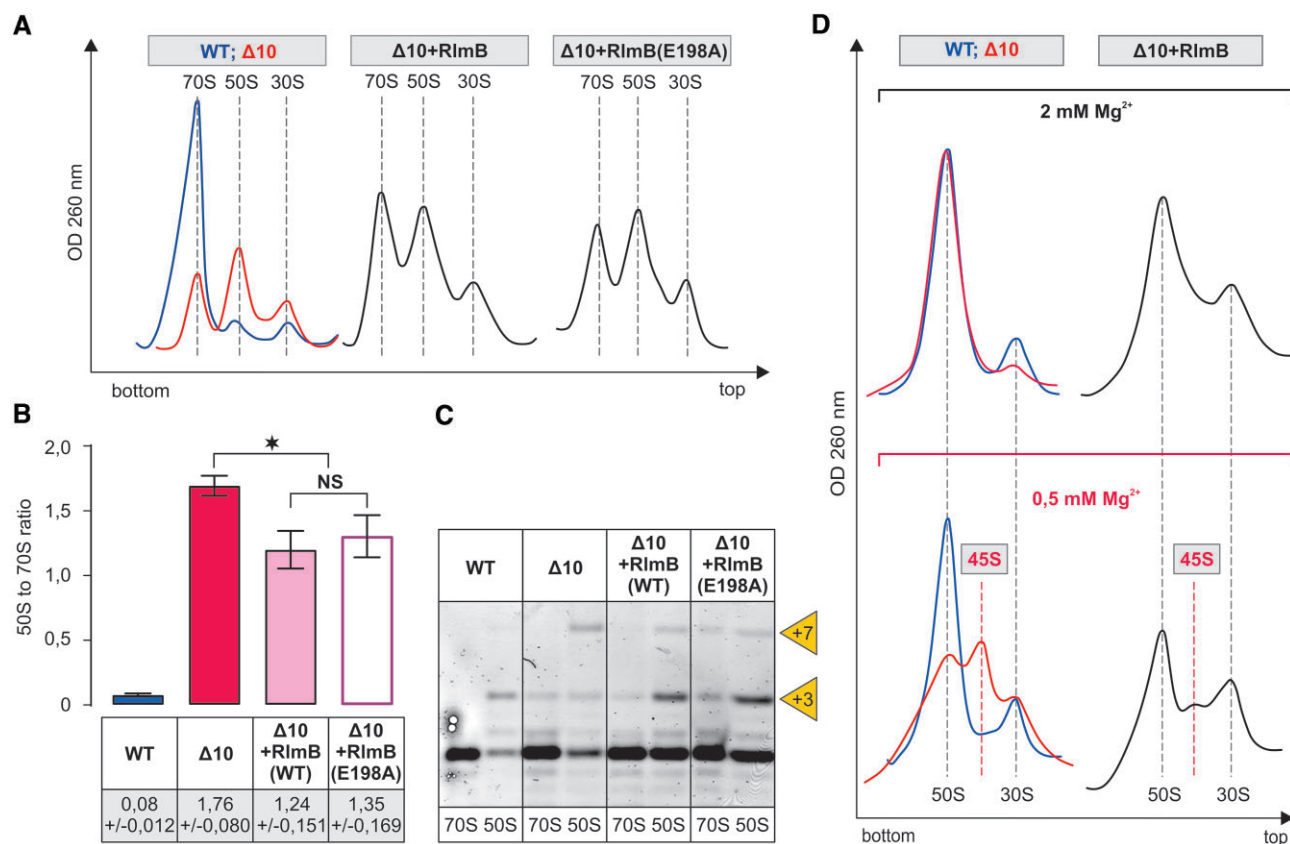 A
WT; Δ10
Δ10+RlmB
Δ10+RlmB(E198A)
70S 50S 30S
70S 50S 30S
70S 50S 30S
OD 260 nm
bottom
top
B
50S to 70S ratio
2,0
1,5
1,0
0,5
0
★
NS
WT
Δ10
Δ10
+RlmB
(WT)
Δ10
+RlmB
(E198A)
0,08
+/-0,012
1,76
+/-0,080
1,24
+/-0,151
1,35
+/-0,169
C
WT
Δ10
Δ10
+RlmB
(WT)
Δ10
+RlmB
(E198A)
+7
+3
70S 50S 70S 50S 70S 50S 70S 50S
D
WT; Δ10
Δ10+RlmB
2 mM Mg²⁺
OD 260 nm
0,5 mM Mg²⁺
45S
45S
50S 30S
50S 30S
bottom
top